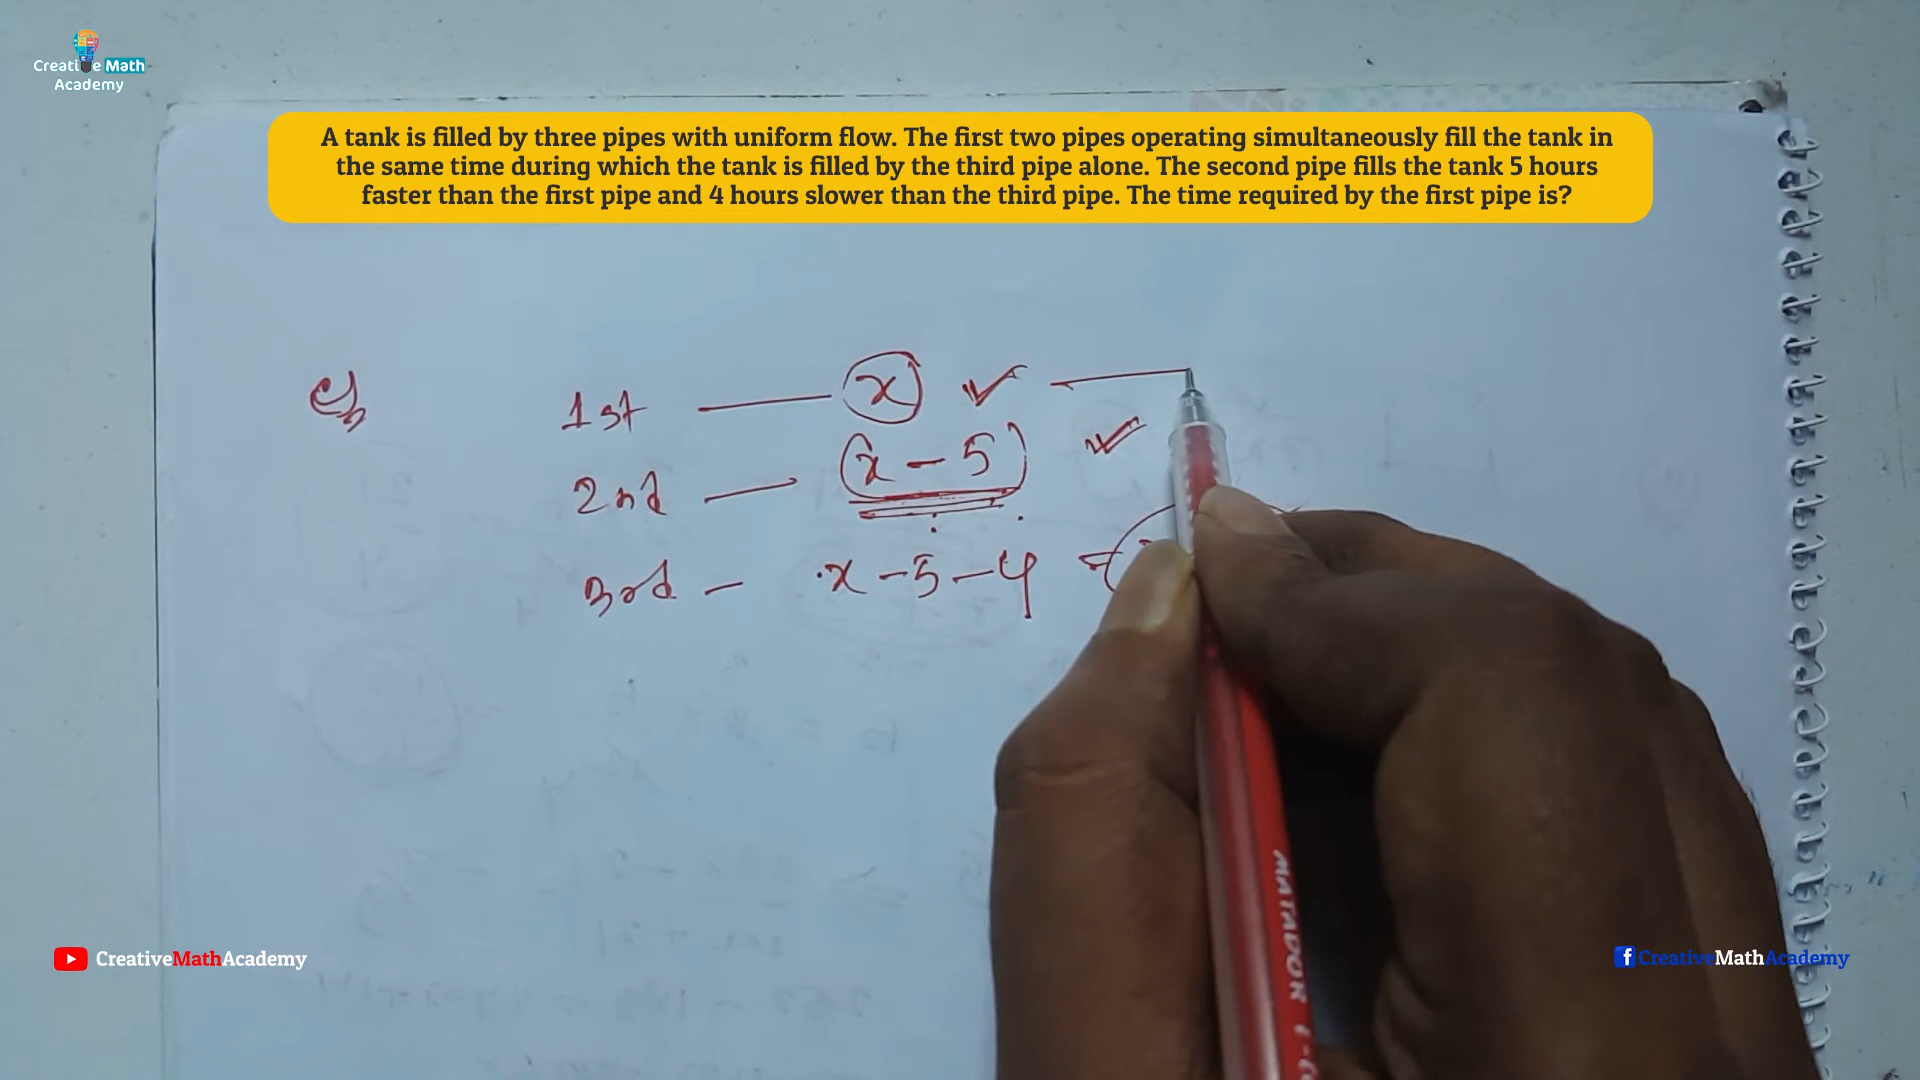 Creative Math
Academy
A tank is filled by three pipes with uniform flow. The first two pipes operating simultaneously fill the tank in
the same time during which the tank is filled by the third pipe alone. The second pipe fills the tank 5 hours
faster than the first pipe and 4 hours slower than the third pipe. The time required by the first pipe is?
1st — x ✓ —
2nd — (x - 5) ✓
3rd - x - 5 - 4 =
MATADOR
CreativeMathAcademy
CreativeMathAcademy